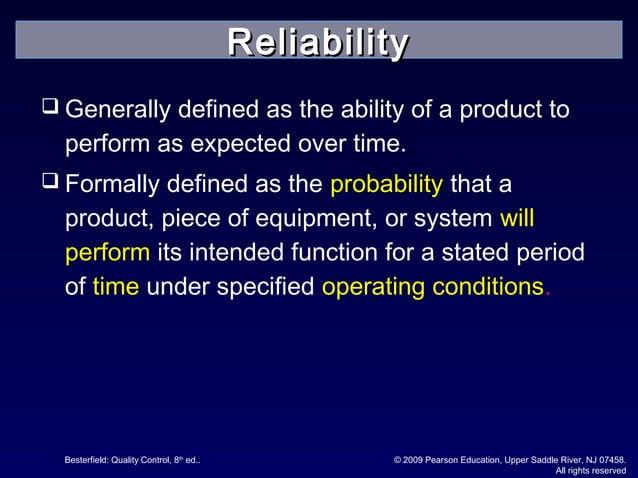 Reliability
Generally defined as the ability of a product to
perform as expected over time.
Formally defined as the probability that a
product, piece of equipment, or system will
perform its intended function for a stated period
of time under specified operating conditions.
Besterfield: Quality Control, 8th ed..
© 2009 Pearson Education, Upper Saddle River, NJ 07458.
All rights reserved